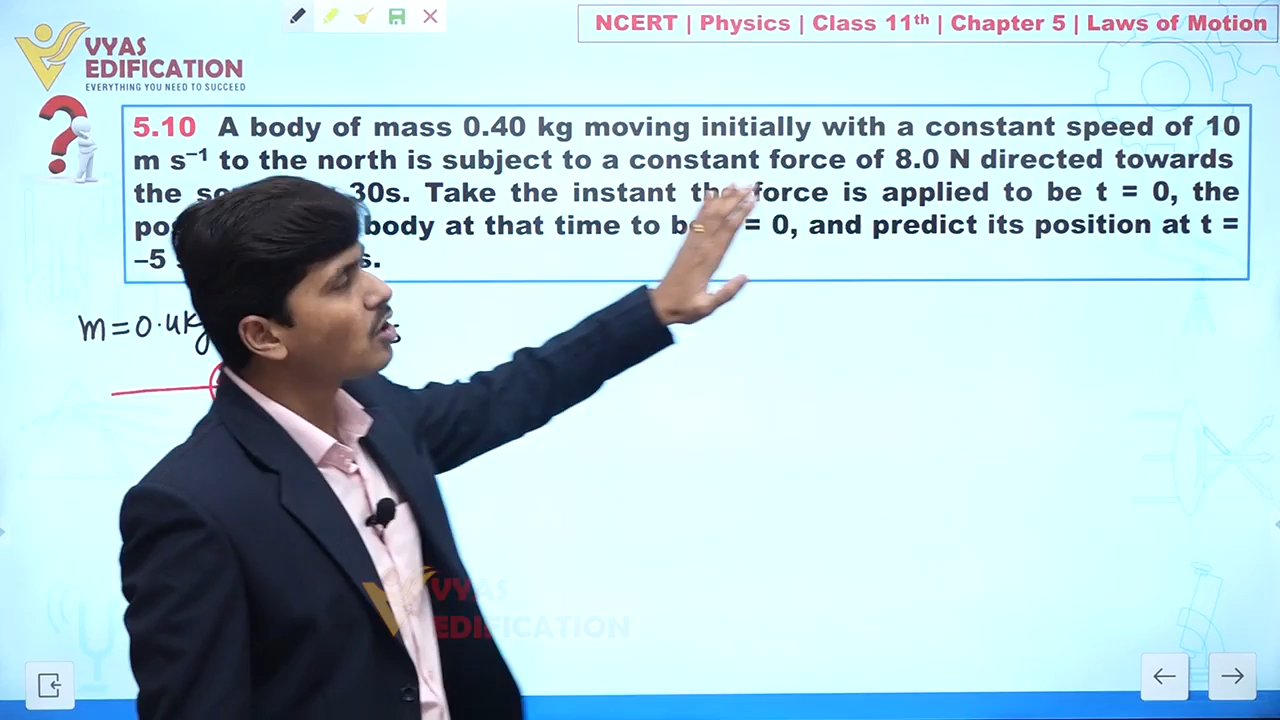 NCERT | Physics | Class 11th | Chapter 5 | Laws of Motion
VYAS
EDIFICATION
EVERYTHING YOU NEED TO SUCCEED
5.10 A body of mass 0.40 kg moving initially with a constant speed of 10
m s–1 to the north is subject to a constant force of 8.0 N directed towards
the 30s. Take the instant the force is applied to be t = 0, the
body at that time to = 0, and predict its position at t =
–5 s.
m=0.4kg
VYAS
EDIFICATION